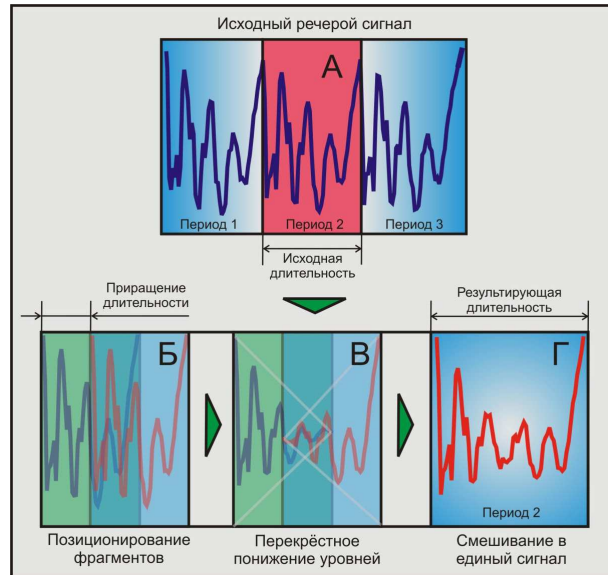 Исходный речерой сигнал
А
Период 1
Период 2
Период 3
Исходная
длительность
Приращение
длительности
Результирующая
длительность
Б
В
Г
Период 2
Позиционирование
фрагментов
Перекрёстное
понижение уровней
Смешивание в
единый сигнал